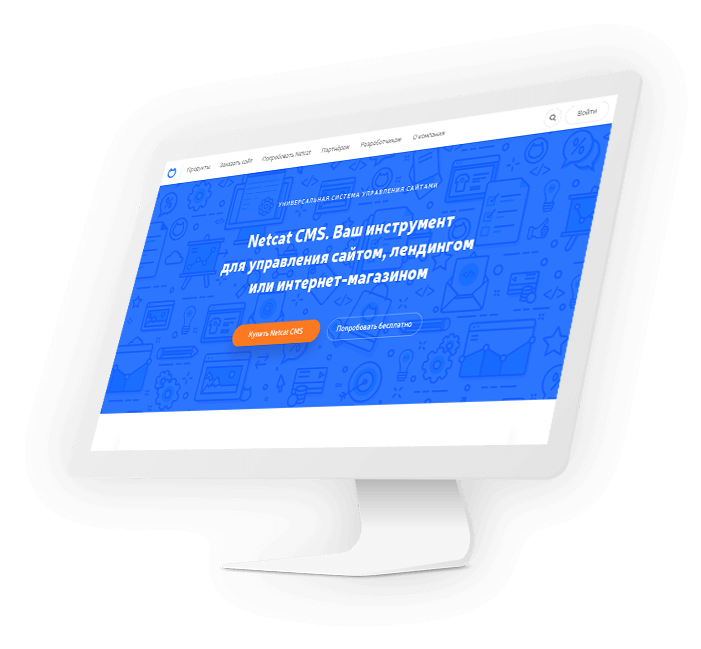 Продукты Заказать сайт Попробовать Netcat Партнёрам Разработчикам О компании Войти
УНИВЕРСАЛЬНАЯ СИСТЕМА УПРАВЛЕНИЯ САЙТАМИ
Netcat CMS. Ваш инструмент
для управления сайтом, лендингом
или интернет-магазином
Купить Netcat CMS Попробовать бесплатно